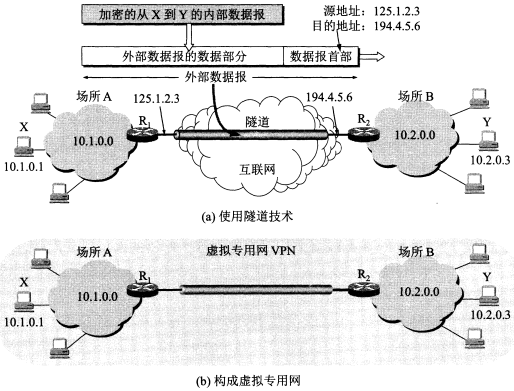 加密的从 X 到 Y 的内部数据报
源地址：125.1.2.3
目的地址：194.4.5.6
外部数据报的数据部分
数据报首部
外部数据报
场所 A
125.1.2.3
194.4.5.6
场所 B
X
R1
隧道
R2
Y
10.1.0.0
10.2.0.0
10.1.0.1
互联网
10.2.0.3
(a) 使用隧道技术
场所 A
虚拟专用网 VPN
场所 B
X
R1
R2
Y
10.1.0.0
10.2.0.0
10.1.0.1
10.2.0.3
(b) 构成虚拟专用网